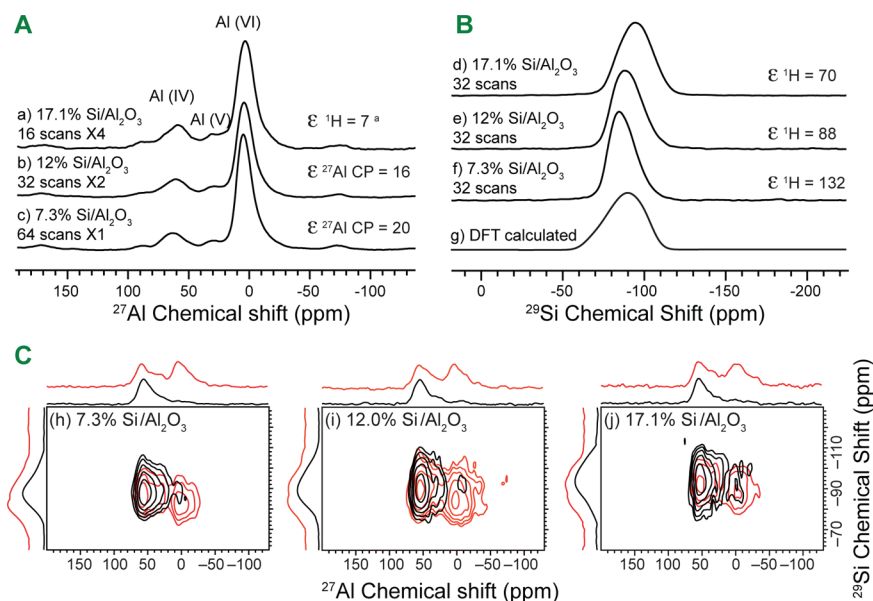 A
Al (VI)
Al (IV)
Al (V)
a) 17.1% Si/Al₂O₃
16 scans X4
ε ¹H = 7 ᵃ
b) 12% Si/Al₂O₃
32 scans X2
ε ²⁷Al CP = 16
c) 7.3% Si/Al₂O₃
64 scans X1
ε ²⁷Al CP = 20
150 100 50 0 -50 -100
²⁷Al Chemical shift (ppm)
B
d) 17.1% Si/Al₂O₃
32 scans
ε ¹H = 70
e) 12% Si/Al₂O₃
32 scans
ε ¹H = 88
f) 7.3% Si/Al₂O₃
32 scans
ε ¹H = 132
g) DFT calculated
0 -50 -100 -150 -200
²⁹Si Chemical Shift (ppm)
C
(h) 7.3% Si/Al₂O₃
(i) 12.0% Si/Al₂O₃
(j) 17.1% Si/Al₂O₃
150 100 50 0 –50 –100
150 100 50 0 –50 –100
150 100 50 0 –50 –100
²⁷Al Chemical shift (ppm)
–110
–90
–70
²⁹Si Chemical Shift (ppm)